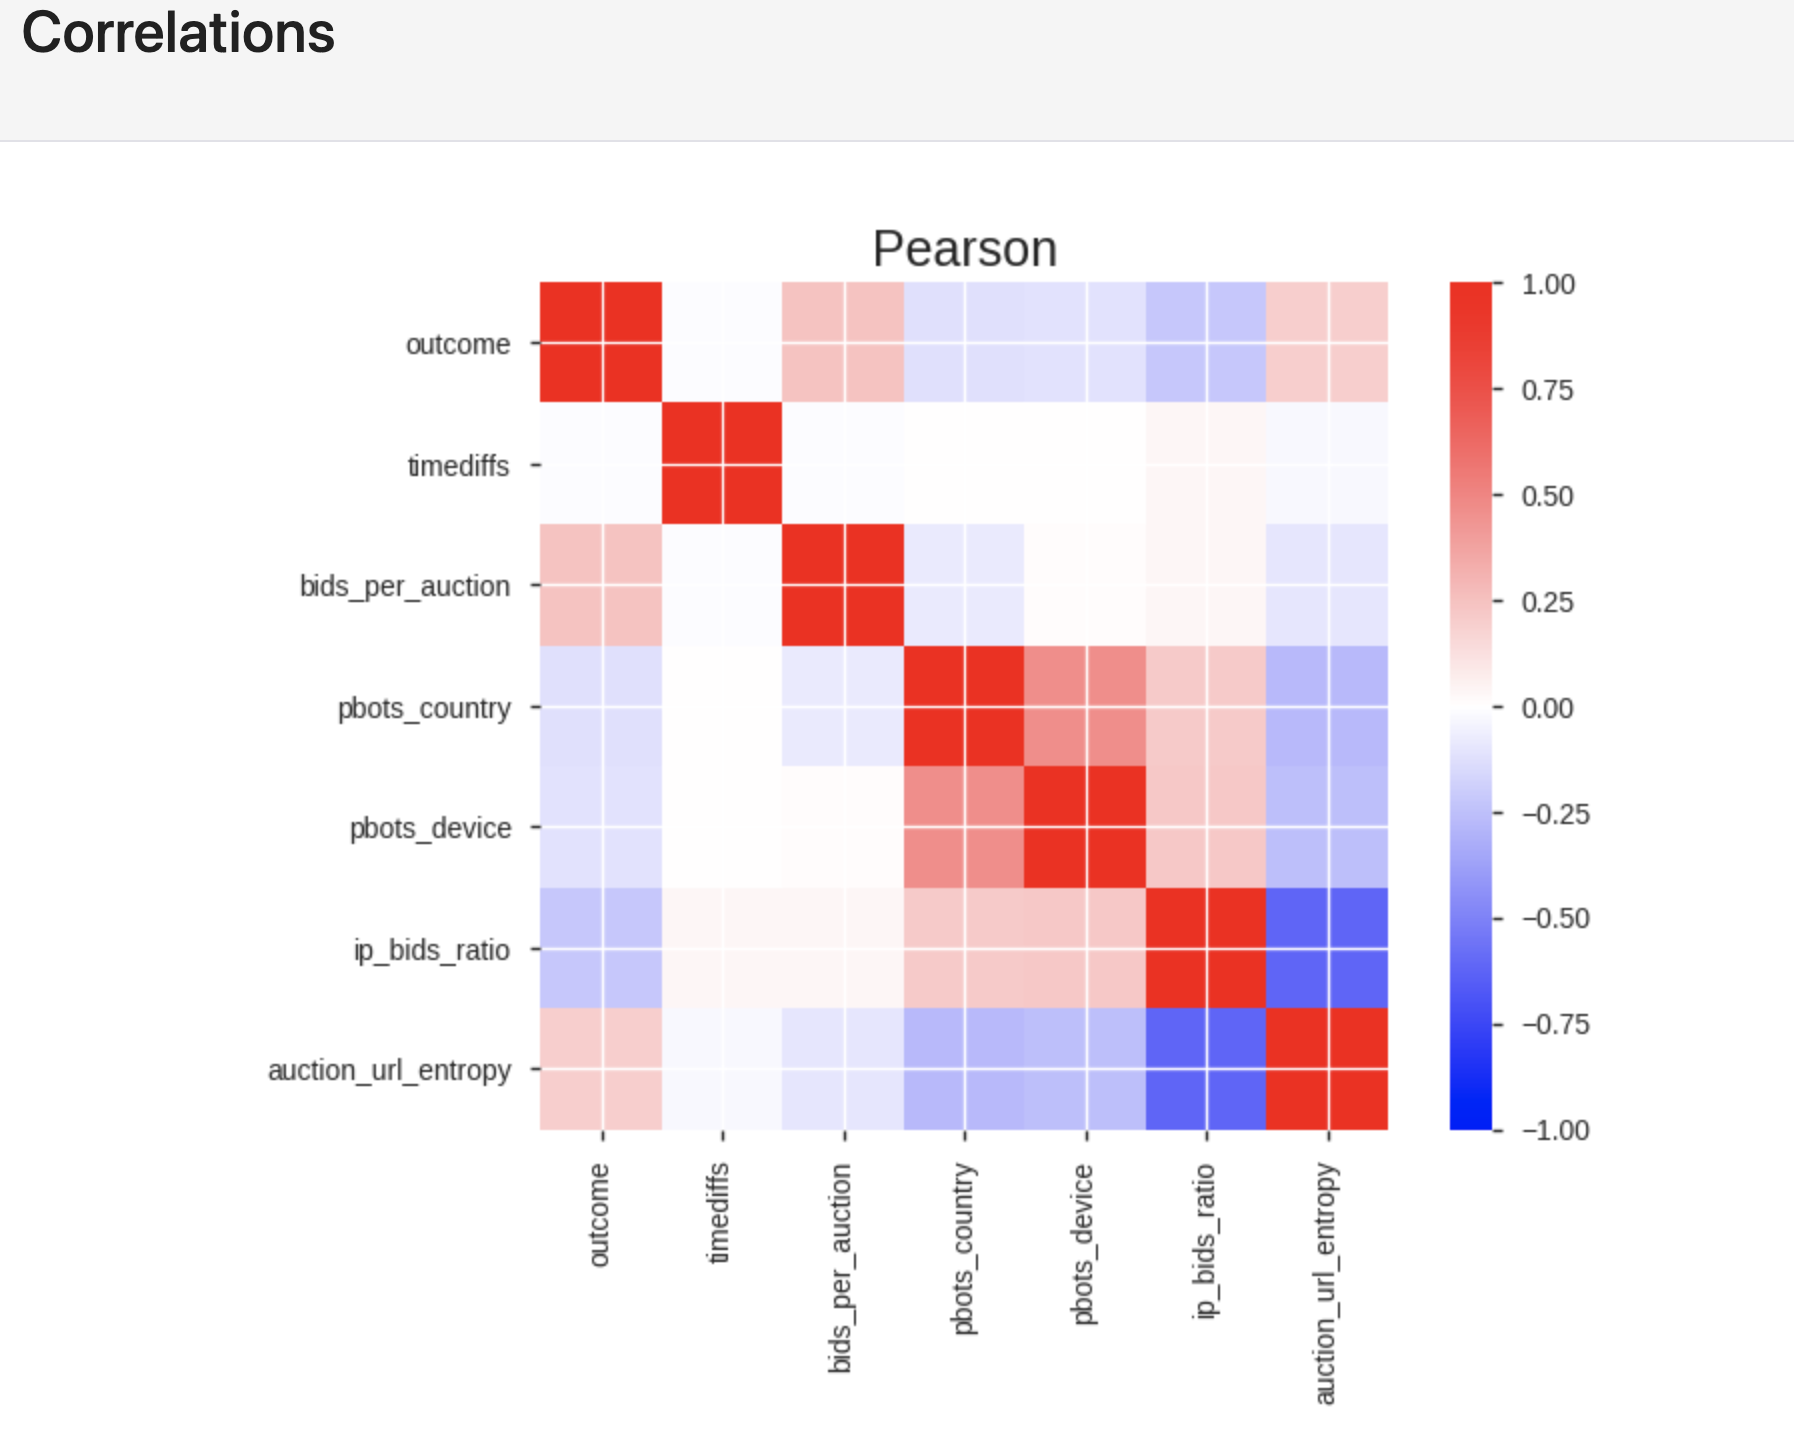 Correlations
Pearson
outcome
timediffs
bids_per_auction
pbots_country
pbots_device
ip_bids_ratio
auction_url_entropy
outcome
timediffs
bids_per_auction
pbots_country
pbots_device
ip_bids_ratio
auction_url_entropy
1.00
0.75
0.50
0.25
0.00
−0.25
−0.50
−0.75
−1.00